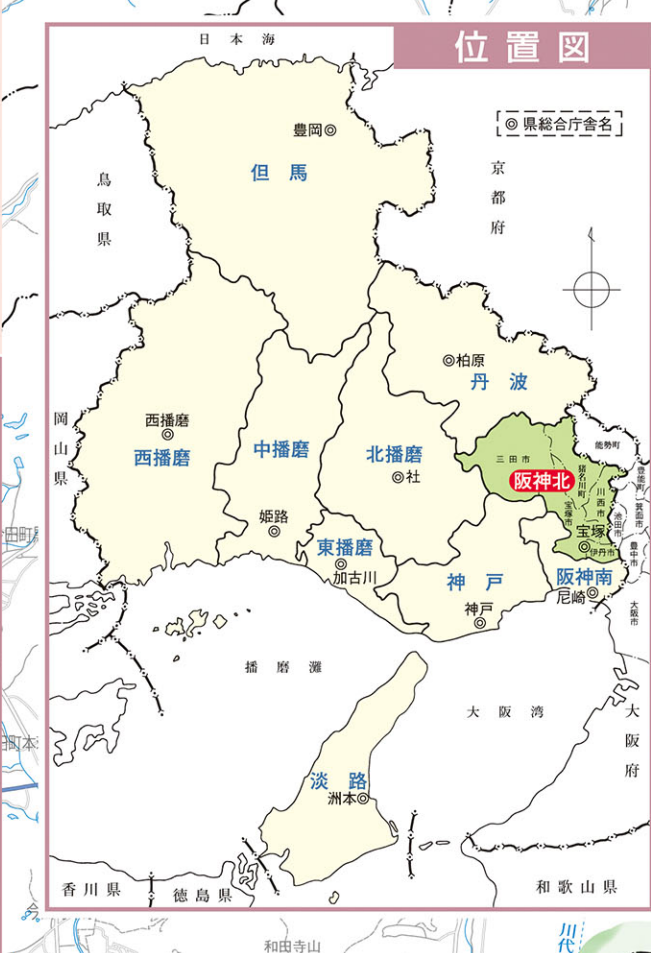 位置図
日本海
◎県総合庁舎名
豊岡◎
但馬
鳥取県
京都府
◎柏原
丹波
岡山県
西播磨
◎
西播磨
中播磨
北播磨
◎社
能勢町
豊能町
三田市
阪神北
猪名川町
川西市
箕面市
池田市
宝塚市
宝塚
◎
伊丹市
豊中市
姫路
◎
東播磨
◎
加古川
神戸
神戸
◎
阪神南
尼崎◎
大阪市
播磨灘
大阪湾
大阪府
淡路
洲本◎
香川県
徳島県
和歌山県
和田寺山
川代